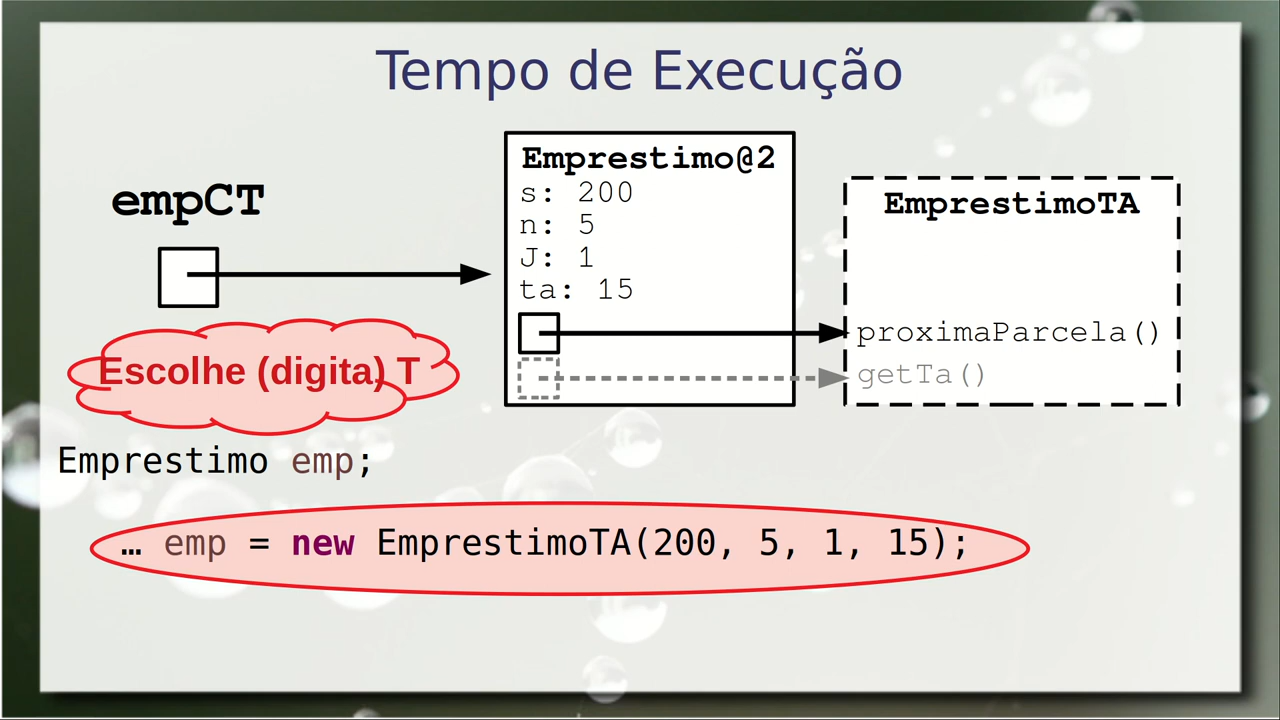 Tempo de Execução
empCT
Emprestimo@2
s: 200
n: 5
J: 1
ta: 15
EmprestimoTA
proximaParcela()
getTa()
Escolhe (digita) T
Emprestimo emp;
… emp = new EmprestimoTA(200, 5, 1, 15);